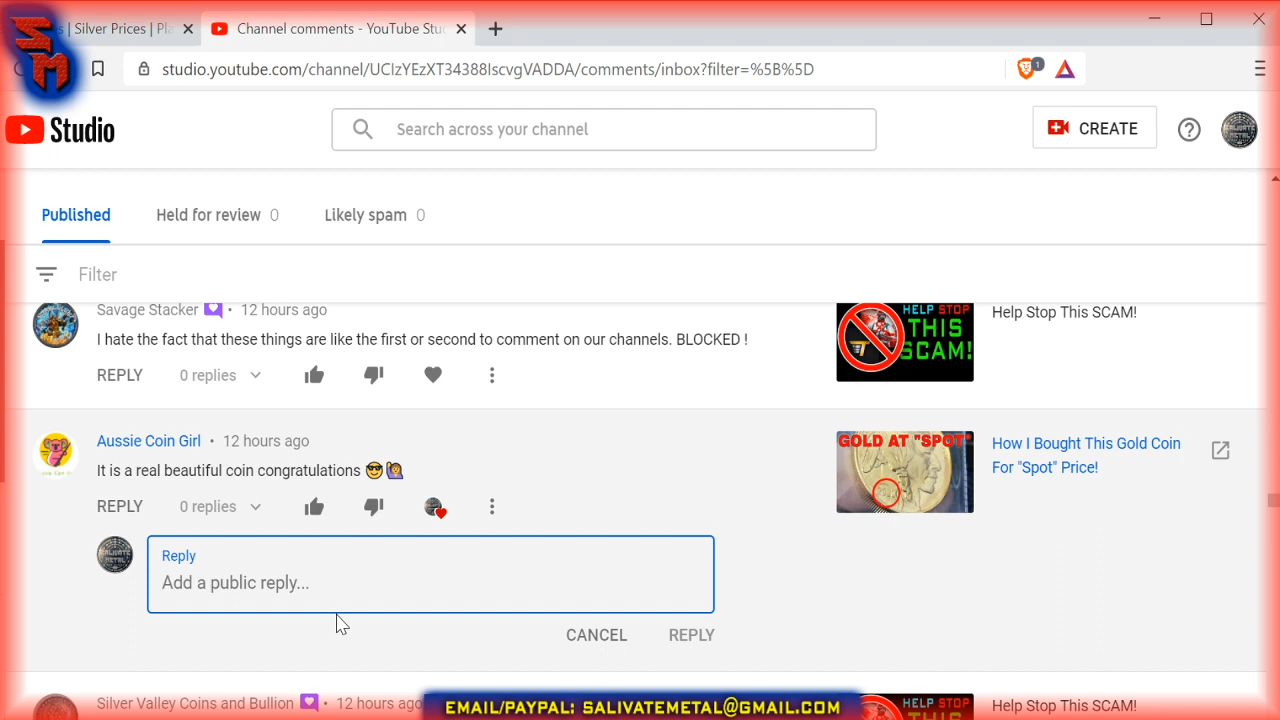 SM
s | Silver Prices | Pla
Channel comments - YouTube Stud
studio.youtube.com/channel/UCIzYEzXT34388IscvgVADDA/comments/inbox?filter=%5B%5D
1
Studio
Search across your channel
CREATE
Published
Held for review 0
Likely spam 0
Filter
Savage Stacker • 12 hours ago
I hate the fact that these things are like the first or second to comment on our channels. BLOCKED !
REPLY 0 replies
HELP STOP
THIS
SCAM!
Help Stop This SCAM!
Aussie Coin Girl • 12 hours ago
It is a real beautiful coin congratulations 😎🙋
REPLY 0 replies
GOLD AT "SPOT"
How I Bought This Gold Coin
For "Spot" Price!
Reply
Add a public reply...
CANCEL REPLY
Silver Valley Coins and Bullion • 12 hours ago
HELP STOP
Help Stop This SCAM!
EMAIL/PAYPAL: SALIVATEMETAL@GMAIL.COM